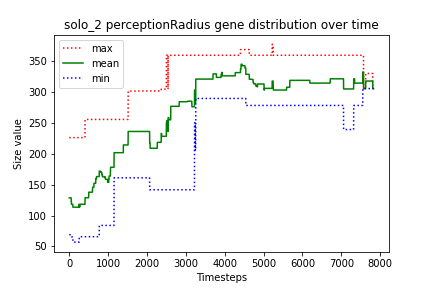 solo_2 perceptionRadius gene distribution over time
max
mean
min
Size value
350
300
250
200
150
100
50
0
1000
2000
3000
4000
5000
6000
7000
8000
Timesteps